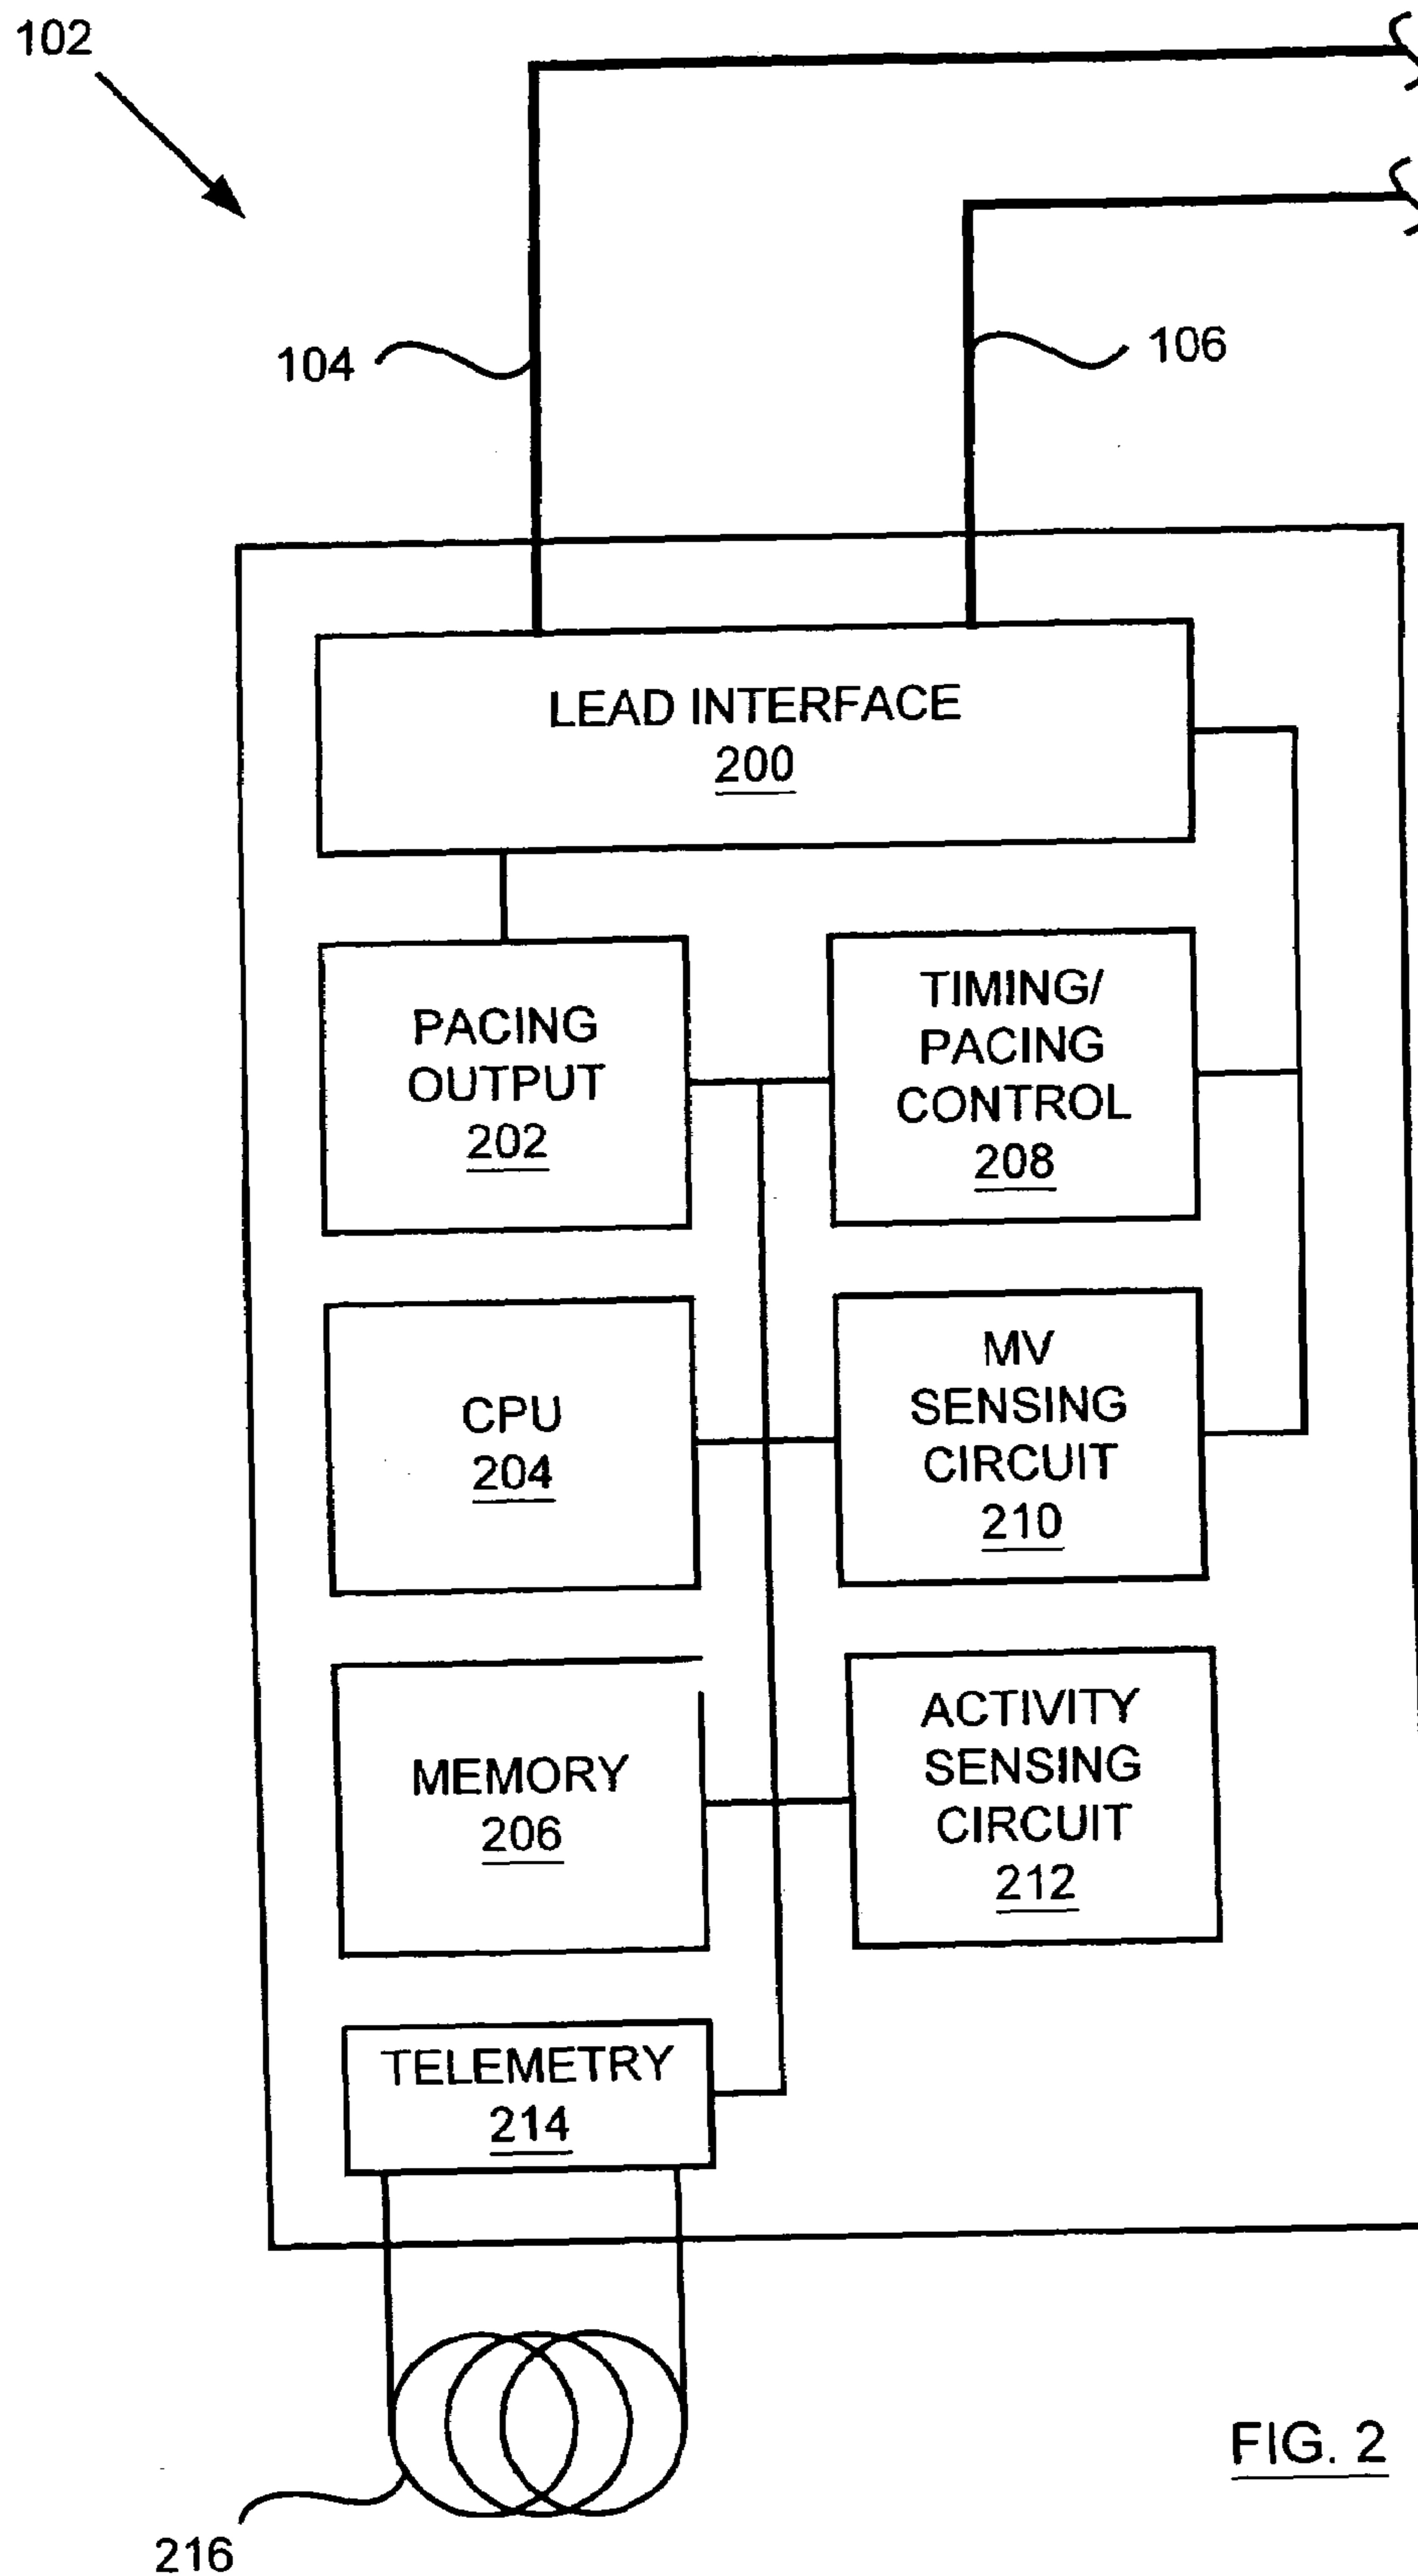 102
104
106
LEAD INTERFACE
200
PACING
OUTPUT
202
TIMING/
PACING
CONTROL
208
CPU
204
MV
SENSING
CIRCUIT
210
MEMORY
206
ACTIVITY
SENSING
CIRCUIT
212
TELEMETRY
214
216
FIG. 2